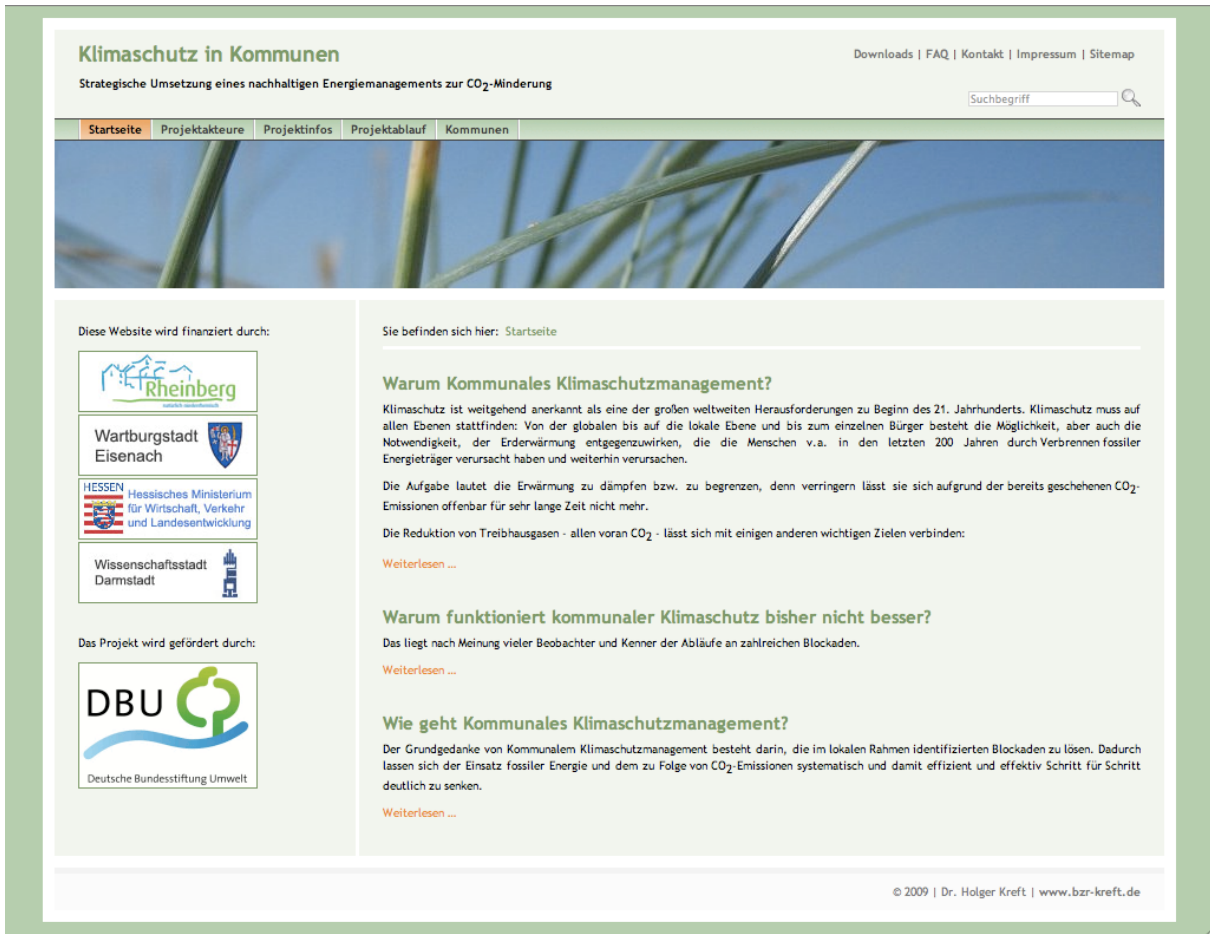 Klimaschutz in Kommunen
Downloads | FAQ | Kontakt | Impressum | Sitemap
Strategische Umsetzung eines nachhaltigen Energiemanagements zur CO2-Minderung
Suchbegriff
Startseite Projektakteure Projektinfos Projektablauf Kommunen
Diese Website wird finanziert durch:
Rheinberg
natürlich niederrheinisch
Wartburgstadt
Eisenach
HESSEN
Hessisches Ministerium
für Wirtschaft, Verkehr
und Landesentwicklung
Wissenschaftsstadt
Darmstadt
Das Projekt wird gefördert durch:
DBU
Deutsche Bundesstiftung Umwelt
Sie befinden sich hier: Startseite
Warum Kommunales Klimaschutzmanagement?
Klimaschutz ist weitgehend anerkannt als eine der großen weltweiten Herausforderungen zu Beginn des 21. Jahrhunderts. Klimaschutz muss auf
allen Ebenen stattfinden: Von der globalen bis auf die lokale Ebene und bis zum einzelnen Bürger besteht die Möglichkeit, aber auch die
Notwendigkeit, der Erderwärmung entgegenzuwirken, die die Menschen v.a. in den letzten 200 Jahren durch Verbrennen fossiler
Energieträger verursacht haben und weiterhin verursachen.
Die Aufgabe lautet die Erwärmung zu dämpfen bzw. zu begrenzen, denn verringern lässt sie sich aufgrund der bereits geschehenen CO2-
Emissionen offenbar für sehr lange Zeit nicht mehr.
Die Reduktion von Treibhausgasen - allen voran CO2 - lässt sich mit einigen anderen wichtigen Zielen verbinden:
Weiterlesen ...
Warum funktioniert kommunaler Klimaschutz bisher nicht besser?
Das liegt nach Meinung vieler Beobachter und Kenner der Abläufe an zahlreichen Blockaden.
Weiterlesen ...
Wie geht Kommunales Klimaschutzmanagement?
Der Grundgedanke von Kommunalem Klimaschutzmanagement besteht darin, die im lokalen Rahmen identifizierten Blockaden zu lösen. Dadurch
lassen sich der Einsatz fossiler Energie und dem zu Folge von CO2-Emissionen systematisch und damit effizient und effektiv Schritt für Schritt
deutlich zu senken.
Weiterlesen ...
© 2009 | Dr. Holger Kreft | www.bzr-kreft.de